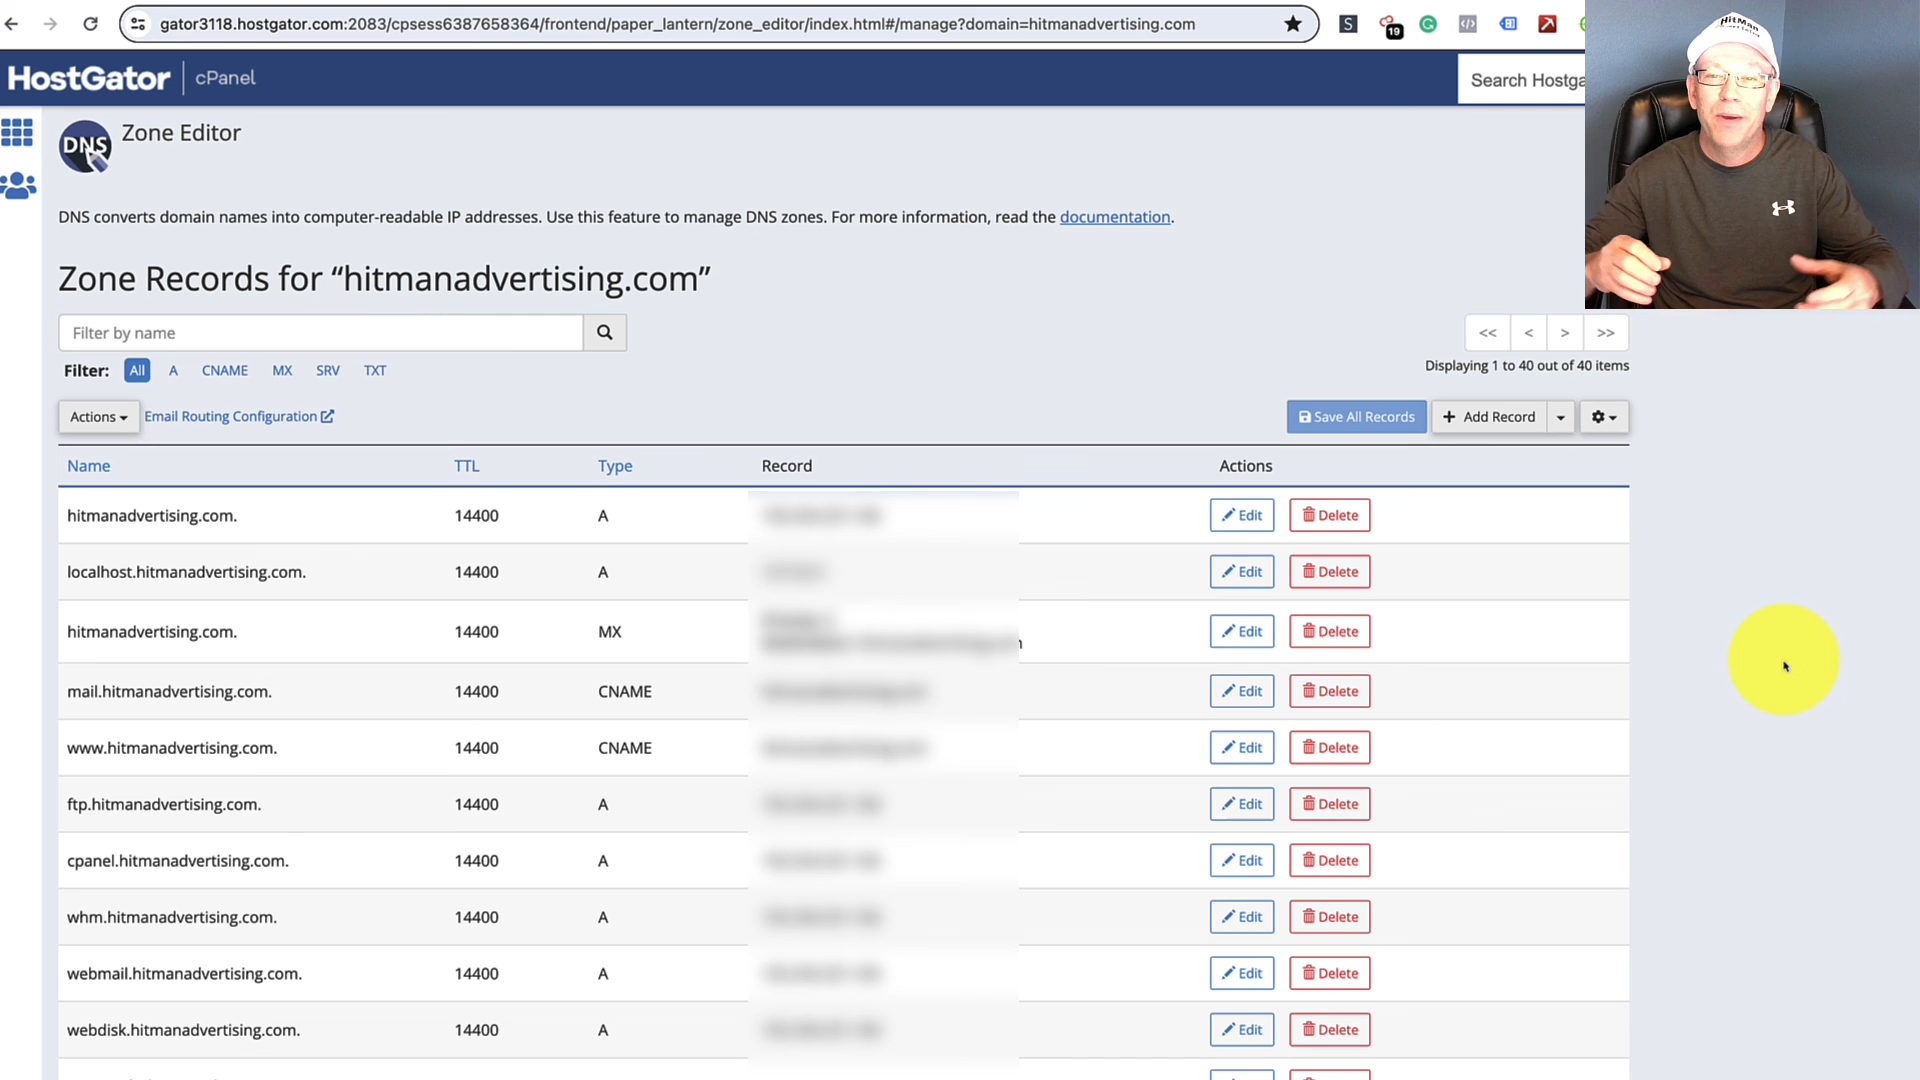 gator3118.hostgator.com:2083/cpsess6387658364/frontend/paper_lantern/zone_editor/index.html#/manage?domain=hitmanadvertising.com
S
19
HostGator
cPanel
Search Hostga
HitMan
DNS
Zone Editor
DNS converts domain names into computer-readable IP addresses. Use this feature to manage DNS zones. For more information, read the documentation.
Zone Records for “hitmanadvertising.com”
Filter by name
<< < > >>
Filter: All A CNAME MX SRV TXT
Displaying 1 to 40 out of 40 items
Actions
Email Routing Configuration
Save All Records
+ Add Record
Name TTL Type Record Actions
hitmanadvertising.com. 14400 A Edit Delete
localhost.hitmanadvertising.com. 14400 A Edit Delete
hitmanadvertising.com. 14400 MX Edit Delete
mail.hitmanadvertising.com. 14400 CNAME Edit Delete
www.hitmanadvertising.com. 14400 CNAME Edit Delete
ftp.hitmanadvertising.com. 14400 A Edit Delete
cpanel.hitmanadvertising.com. 14400 A Edit Delete
whm.hitmanadvertising.com. 14400 A Edit Delete
webmail.hitmanadvertising.com. 14400 A Edit Delete
webdisk.hitmanadvertising.com. 14400 A Edit Delete